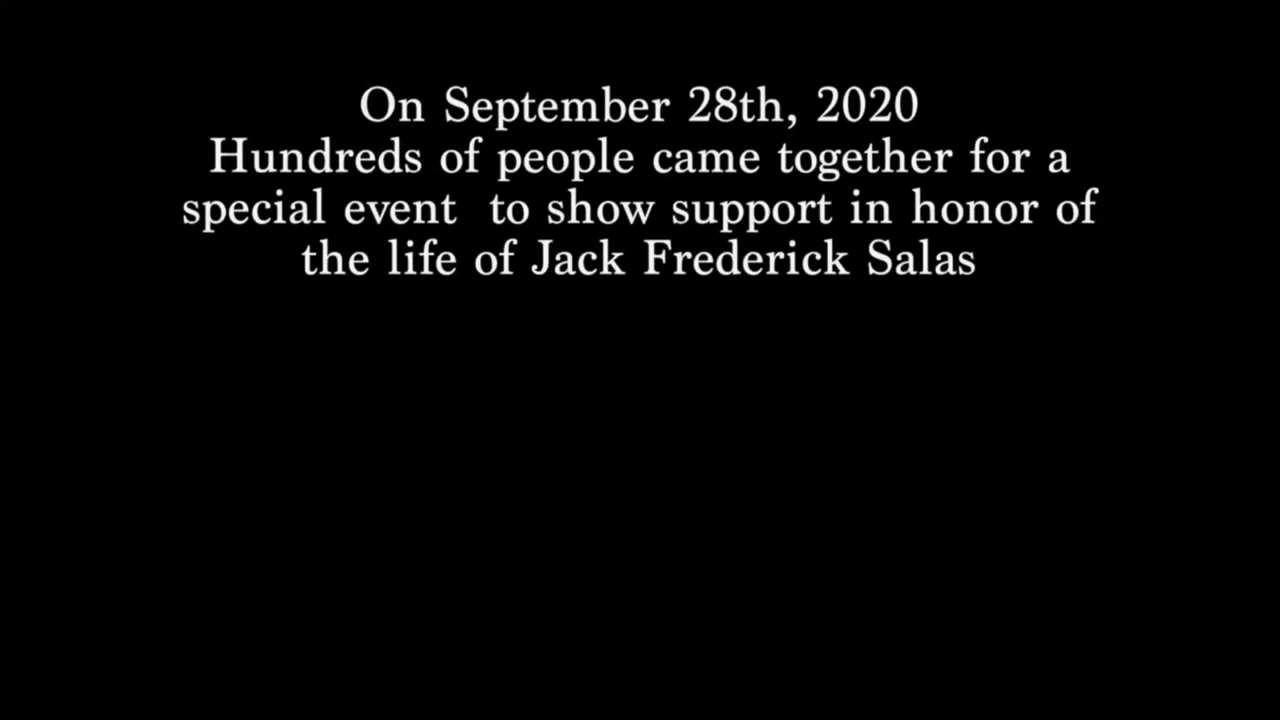 On September 28th, 2020
Hundreds of people came together for a
special event  to show support in honor of
the life of Jack Frederick Salas